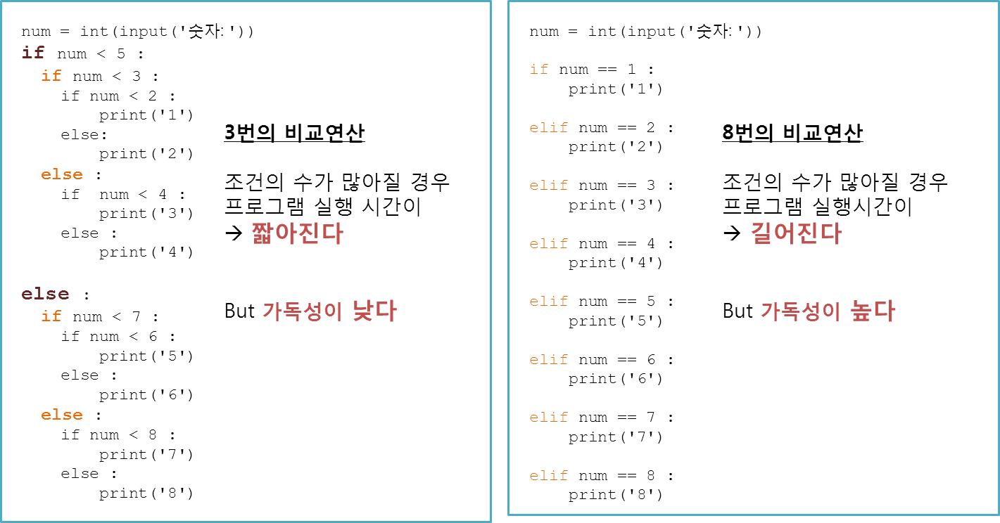 num = int(input('숫자: '))
if num < 5 :
  if num < 3 :
    if num < 2 :
        print('1')
    else:
        print('2')
  else :
    if  num < 4 :
        print('3')
    else :
        print('4')
else :
  if num < 7 :
    if num < 6 :
        print('5')
    else :
        print('6')
  else :
    if num < 8 :
        print('7')
    else :
        print('8')
3번의 비교연산
조건의 수가 많아질 경우
프로그램 실행 시간이
→ 짧아진다
But 가독성이 낮다
num = int(input('숫자: '))
if num == 1 :
    print('1')
elif num == 2 :
    print('2')
elif num == 3 :
    print('3')
elif num == 4 :
    print('4')
elif num == 5 :
    print('5')
elif num == 6 :
    print('6')
elif num == 7 :
    print('7')
elif num == 8 :
    print('8')
8번의 비교연산
조건의 수가 많아질 경우
프로그램 실행시간이
→ 길어진다
But 가독성이 높다